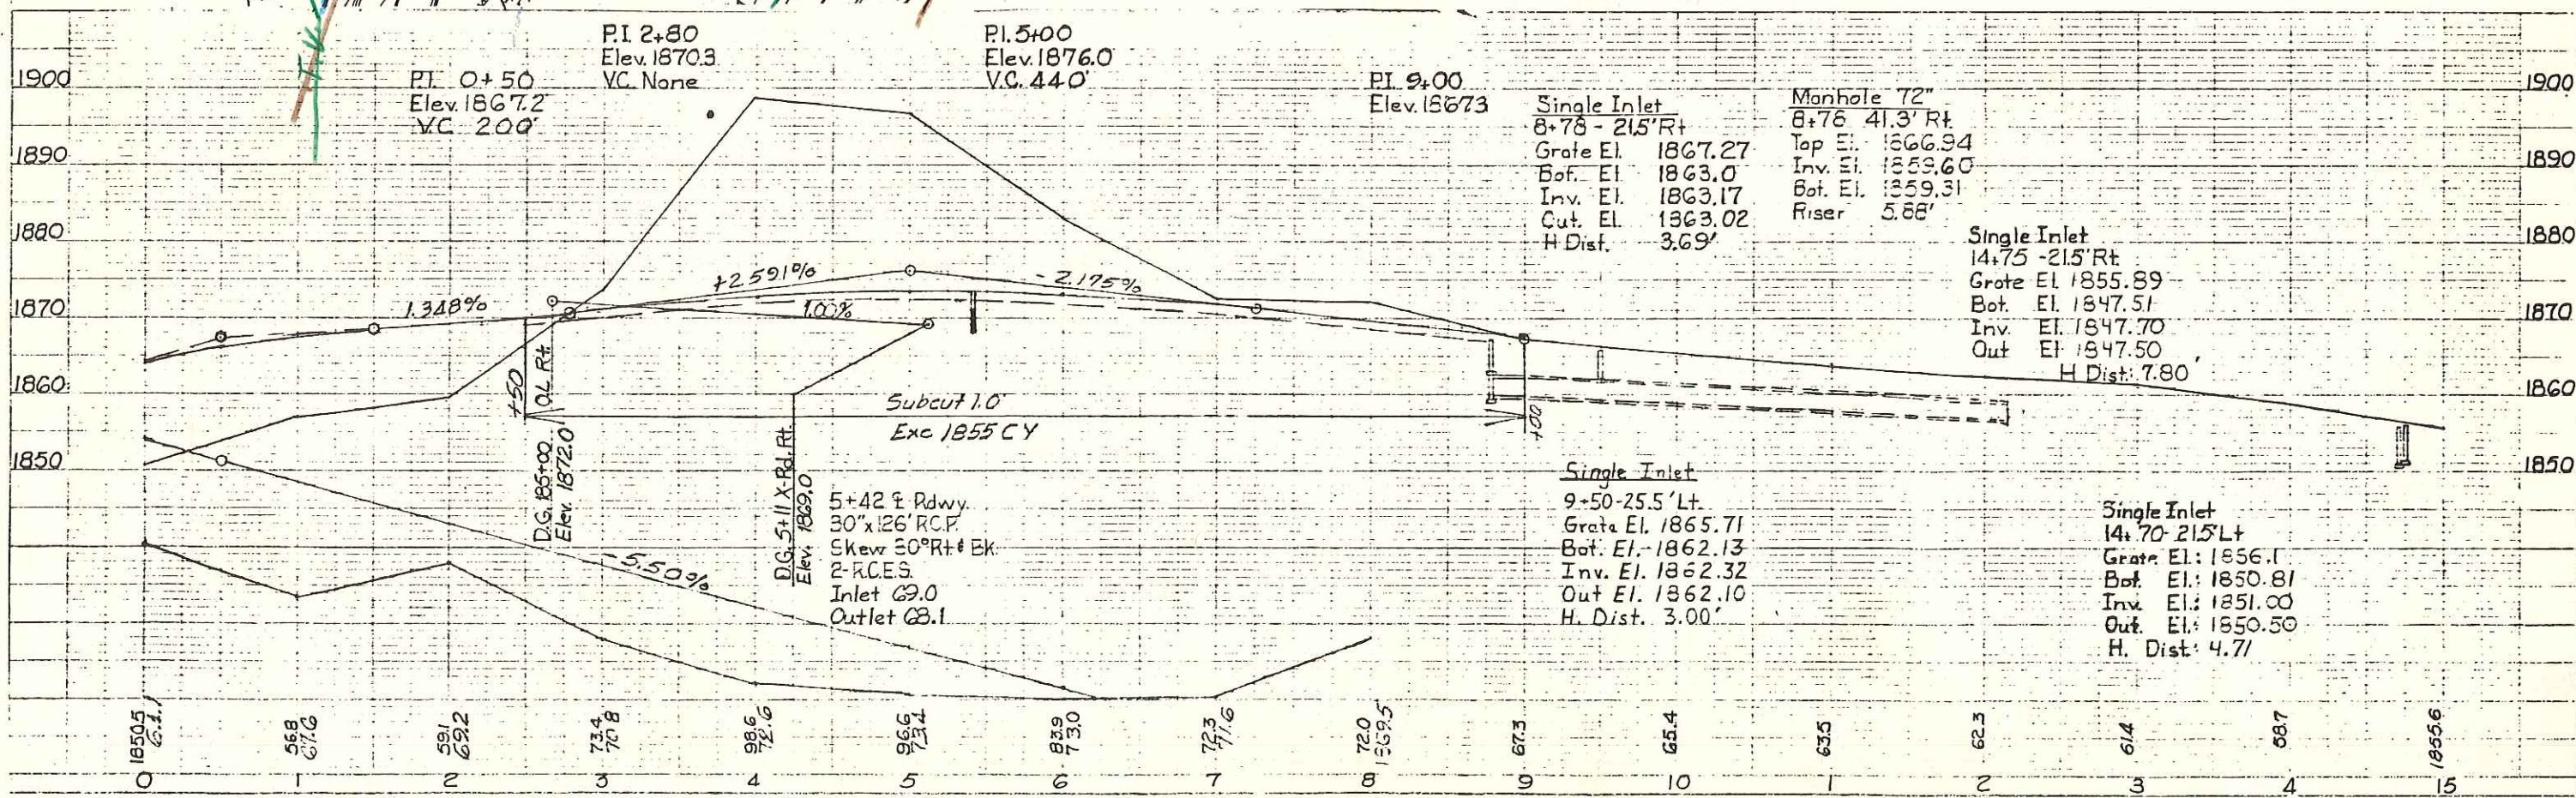 P.I. 2+80
Elev. 1870.3
V.C. None
P.I. 5+00
Elev. 1876.0
V.C. 440'
P.I. 0+50
Elev. 1867.2
V.C. 200'
P.I. 9+00
Elev. 1867.3
Single Inlet
8+78 - 21.5' Rt
Grate El. 1867.27
Bot. El. 1863.0
Inv. El. 1863.17
Out. El. 1863.02
H Dist. 3.69'
Manhole 72"
8+78 41.3' Rt
Top El. 1866.94
Inv. El. 1859.60
Bot. El. 1859.31
Riser 5.88'
Single Inlet
14+75 - 21.5' Rt
Grate El. 1855.89
Bot. El. 1847.51
Inv. El. 1847.70
Out El. 1847.50
H Dist: 7.80'
1900
1890
1880
1870
1860
1850
1900
1890
1880
1870
1860
1850
1.348%
+2.591%
-2.175%
1.00%
+50
O.L. Rt.
Subcut 1.0'
Exc 1855 CY
+00
D.G. 185+00
Elev. 1872.0
D.G. 5+11 X-Rd. Rt.
Elev. 1869.0
-5.50%
5+42 ℄ Rdwy.
30"x126' R.C.P.
Skew 30° Rt & Bk.
2-R.C.E.S.
Inlet 69.0
Outlet 68.1
Single Inlet
9+50-25.5' Lt.
Grate El. 1865.71
Bot. El. 1862.13
Inv. El. 1862.32
Out El. 1862.10
H. Dist. 3.00'
Single Inlet
14+70-21.5' Lt
Grate El.: 1856.1
Bot. El.: 1850.81
Inv. El.: 1851.00
Out. El.: 1850.50
H. Dist: 4.71
1850.5
56.8 67.6
59.1 69.2
73.4 70.8
98.6 72.6
96.6 73.4
83.9 73.0
72.3 71.6
72.0 1869.5
67.3
65.4
63.5
62.3
61.4
58.7
1855.6
0 1 2 3 4 5 6 7 8 9 10 1 2 3 4 15